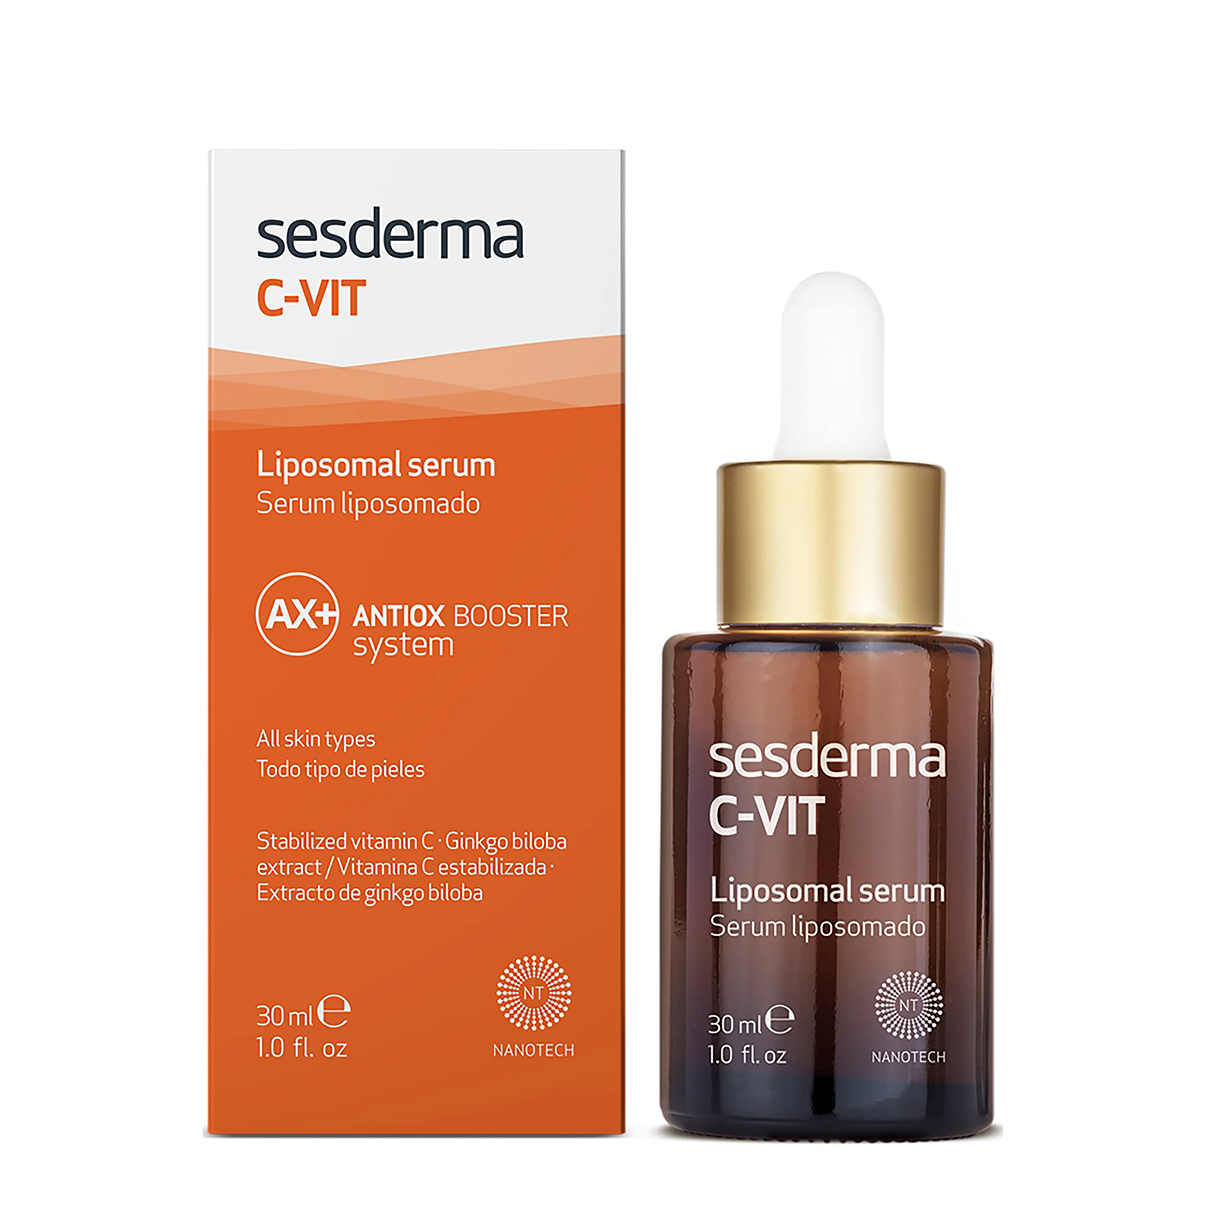 sesderma
C-VIT
Liposomal serum
Serum liposomado
AX+
ANTIOX BOOSTER
system
All skin types
Todo tipo de pieles
Stabilized vitamin C · Ginkgo biloba
extract / Vitamina C estabilizada ·
Extracto de ginkgo biloba
30 ml ℮
1.0 fl. oz
NT
NANOTECH
sesderma
C-VIT
Liposomal serum
Serum liposomado
30 ml ℮
1.0 fl. oz
NT
NANOTECH